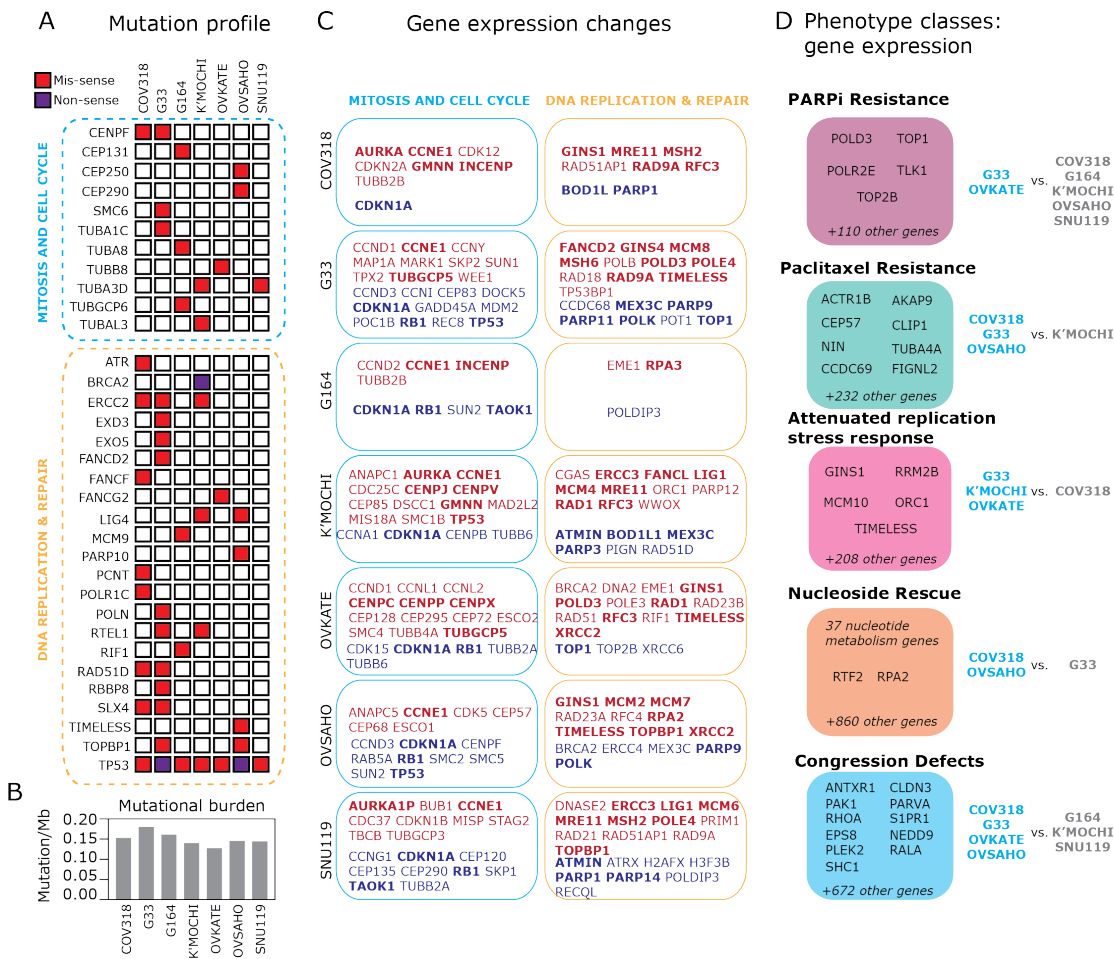 A
Mutation profile
Mis-sense
Non-sense
COV318
G33
G164
K'MOCHI
OVKATE
OVSAHO
SNU119
MITOSIS AND CELL CYCLE
CENPF
CEP131
CEP250
CEP290
SMC6
TUBA1C
TUBA8
TUBB8
TUBA3D
TUBGCP6
TUBAL3
DNA REPLICATION & REPAIR
ATR
BRCA2
ERCC2
EXD3
EXO5
FANCD2
FANCF
FANCG2
LIG4
MCM9
PARP10
PCNT
POLR1C
POLN
RTEL1
RIF1
RAD51D
RBBP8
SLX4
TIMELESS
TOPBP1
TP53
B
Mutational burden
Mutation/Mb
0.20
0.15
0.10
0.05
0.00
COV318
G33
G164
K'MOCHI
OVKATE
OVSAHO
SNU119
C
Gene expression changes
MITOSIS AND CELL CYCLE
DNA REPLICATION & REPAIR
COV318
AURKA CCNE1 CDK12
CDKN2A GMNN INCENP
TUBB2B
CDKN1A
GINS1 MRE11 MSH2
RAD51AP1 RAD9A RFC3
BOD1L PARP1
G33
CCND1 CCNE1 CCNY
MAP1A MARK1 SKP2 SUN1
TPX2 TUBGCP5 WEE1
CCND3 CCNI CEP83 DOCK5
CDKN1A GADD45A MDM2
POC1B RB1 REC8 TP53
FANCD2 GINS4 MCM8
MSH6 POLB POLD3 POLE4
RAD18 RAD9A TIMELESS
TP53BP1
CCDC68 MEX3C PARP9
PARP11 POLK POT1 TOP1
G164
CCND2 CCNE1 INCENP
TUBB2B
CDKN1A RB1 SUN2 TAOK1
EME1 RPA3
POLDIP3
K'MOCHI
ANAPC1 AURKA CCNE1
CDC25C CENPJ CENPV
CEP85 DSCC1 GMNN MAD2L2
MIS18A SMC1B TP53
CCNA1 CDKN1A CENPB TUBB6
CGAS ERCC3 FANCL LIG1
MCM4 MRE11 ORC1 PARP12
RAD1 RFC3 WWOX
ATMIN BOD1L1 MEX3C
PARP3 PIGN RAD51D
OVKATE
CCND1 CCNL1 CCNL2
CENPC CENPP CENPX
CEP128 CEP295 CEP72 ESCO2
SMC4 TUBB4A TUBGCP5
CDK15 CDKN1A RB1 TUBB2A
TUBB6
BRCA2 DNA2 EME1 GINS1
POLD3 POLE3 RAD1 RAD23B
RAD51 RFC3 RIF1 TIMELESS
XRCC2
TOP1 TOP2B XRCC6
OVSAHO
ANAPC5 CCNE1 CDK5 CEP57
CEP68 ESCO1
CCND3 CDKN1A CENPF
RAB5A RB1 SMC2 SMC5
SUN2 TP53
GINS1 MCM2 MCM7
RAD23A RFC4 RPA2
TIMELESS TOPBP1 XRCC2
BRCA2 ERCC4 MEX3C PARP9
POLK
SNU119
AURKA1P BUB1 CCNE1
CDC37 CDKN1B MISP STAG2
TBCB TUBGCP3
CCNG1 CDKN1A CEP120
CEP135 CEP290 RB1 SKP1
TAOK1 TUBB2A
DNASE2 ERCC3 LIG1 MCM6
MRE11 MSH2 POLE4 PRIM1
RAD21 RAD51AP1 RAD9A
TOPBP1
ATMIN ATRX H2AFX H3F3B
PARP1 PARP14 POLDIP3
RECQL
D
Phenotype classes:
gene expression
PARPi Resistance
POLD3 TOP1
POLR2E TLK1
TOP2B
+110 other genes
G33
OVKATE
vs.
COV318
G164
K'MOCHI
OVSAHO
SNU119
Paclitaxel Resistance
ACTR1B AKAP9
CEP57 CLIP1
NIN TUBA4A
CCDC69 FIGNL2
+232 other genes
COV318
G33
OVSAHO
vs. K'MOCHI
Attenuated replication
stress response
GINS1 RRM2B
MCM10 ORC1
TIMELESS
+208 other genes
G33
K'MOCHI
OVKATE
vs. COV318
Nucleoside Rescue
37 nucleotide
metabolism genes
RTF2 RPA2
+860 other genes
COV318
OVSAHO
vs. G33
Congression Defects
ANTXR1 CLDN3
PAK1 PARVA
RHOA S1PR1
EPS8 NEDD9
PLEK2 RALA
SHC1
+672 other genes
COV318
G33
OVKATE
OVSAHO
vs.
G164
K'MOCHI
SNU119